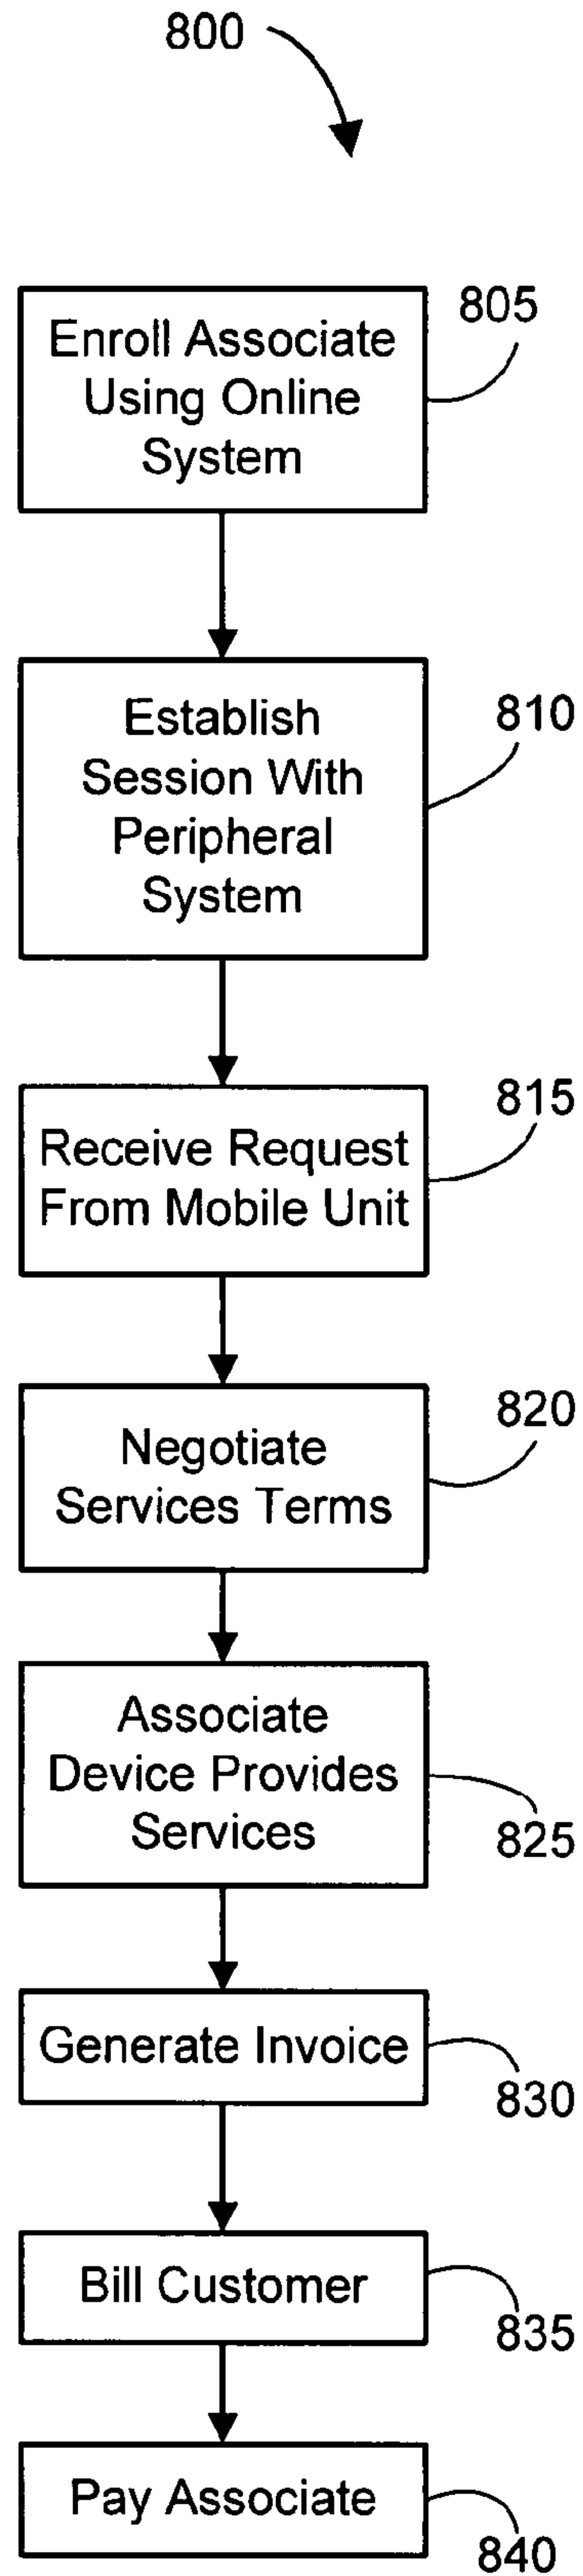 800
Enroll Associate
Using Online
System
805
Establish
Session With
Peripheral
System
810
Receive Request
From Mobile Unit
815
Negotiate
Services Terms
820
Associate
Device Provides
Services
825
Generate Invoice
830
Bill Customer
835
Pay Associate
840